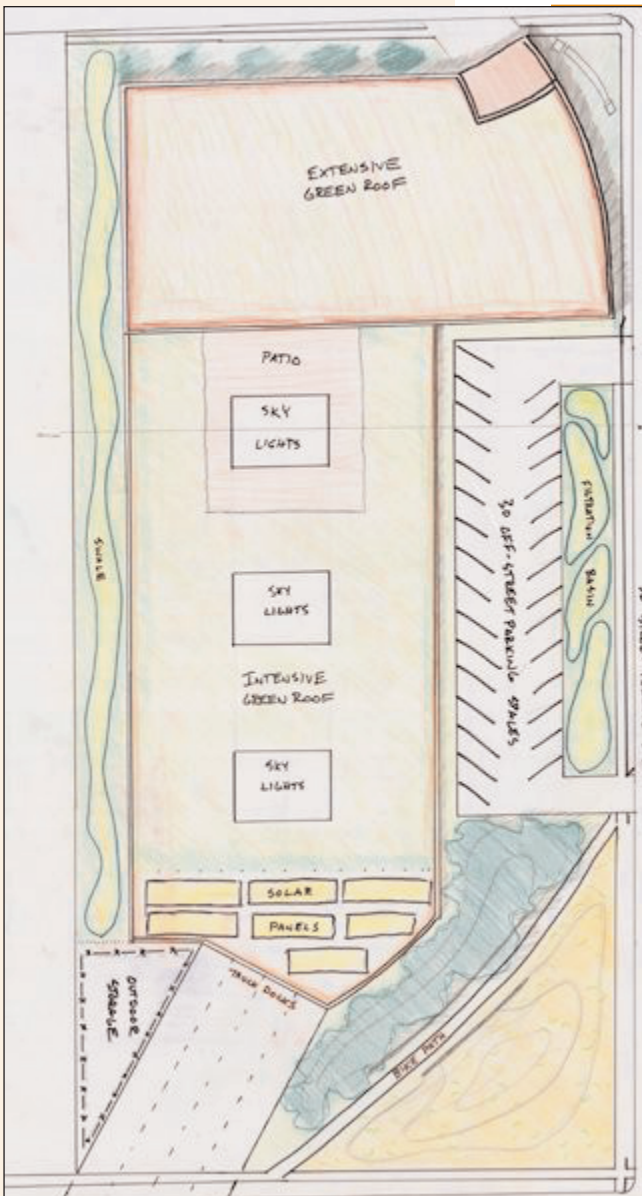 EXTENSIVE
GREEN ROOF
PATIO
SKY
LIGHTS
SKY
LIGHTS
INTENSIVE
GREEN ROOF
SKY
LIGHTS
SOLAR
PANELS
SWALE
30 OFF-STREET PARKING SPACES
FILTRATION BASIN
TRUCK DOCKS
OUTDOOR
STORAGE
BIKE PATH